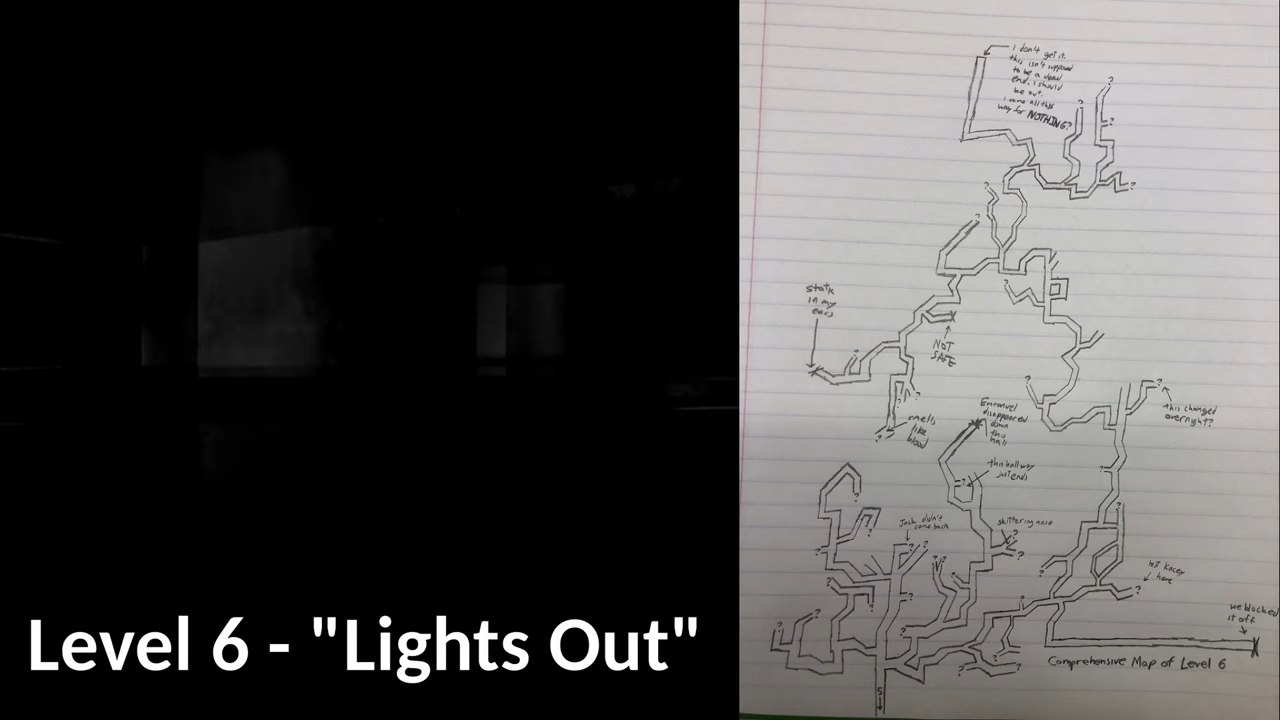 Level 6 - "Lights Out"
I don't get it.
this isn't supposed
to be a dead
end. i should
be out.
i came all this
way for NOTHING?
?
?
?
?
?
?
?
static
in my
ears
NOT
SAFE
?
?
?
?
smells
like
blood
?
?
this changed
overnight?
Emmanuel
disappeared
down
this
hall
this hallway
just ends
?
?
?
?
Jack didn't
come back
skittering noise
?
?
?
?
?
lost Kacey
here
?
?
?
?
we blocked
it off
Comprehensive Map of Level 6
5